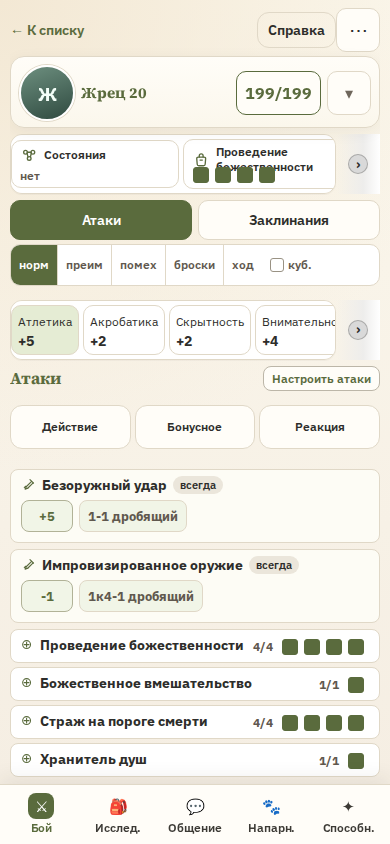 ← К списку
Справка
...
Ж
Жрец 20
199/199
▼
Состояния
нет
Проведение
божественности
›
Атаки
Заклинания
норм
преим
помех
броски
ход
куб.
Атлетика
+5
Акробатика
+2
Скрытность
+2
Внимательно
+4
›
Атаки
Настроить атаки
Действие
Бонусное
Реакция
Безоружный удар всегда
+5
1-1 дробящий
Импровизированное оружие всегда
-1
1к4-1 дробящий
Проведение божественности 4/4
Божественное вмешательство 1/1
Страж на пороге смерти 4/4
Хранитель душ 1/1
Бой
Исслед.
Общение
Напарн.
Способн.